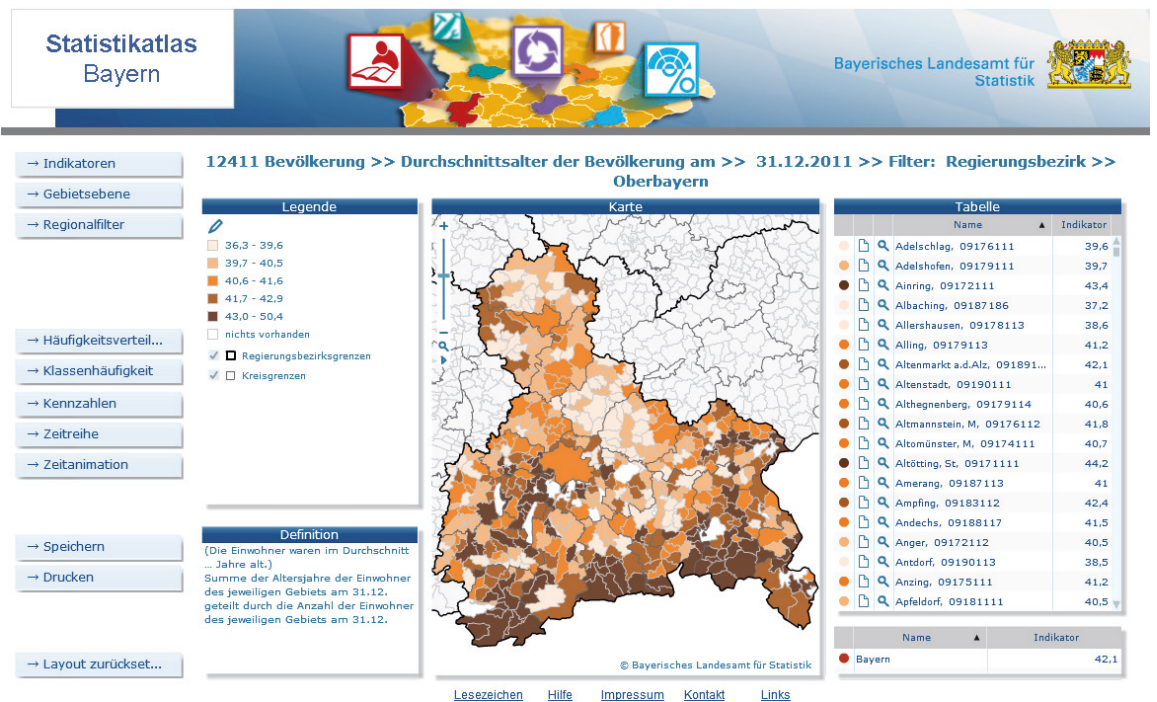 Statistikatlas
Bayern
Bayerisches Landesamt für
Statistik
→ Indikatoren
→ Gebietsebene
→ Regionalfilter
→ Häufigkeitsverteil...
→ Klassenhäufigkeit
→ Kennzahlen
→ Zeitreihe
→ Zeitanimation
→ Speichern
→ Drucken
→ Layout zurückset...
12411 Bevölkerung >> Durchschnittsalter der Bevölkerung am >> 31.12.2011 >> Filter: Regierungsbezirk >>
Oberbayern
Legende
36,3 - 39,6
39,7 - 40,5
40,6 - 41,6
41,7 - 42,9
43,0 - 50,4
nichts vorhanden
Regierungsbezirksgrenzen
Kreisgrenzen
Definition
(Die Einwohner waren im Durchschnitt
... Jahre alt.)
Summe der Altersjahre der Einwohner
des jeweiligen Gebiets am 31.12.
geteilt durch die Anzahl der Einwohner
des jeweiligen Gebiets am 31.12.
Karte
© Bayerisches Landesamt für Statistik
Tabelle
Name ▲ Indikator
Adelschlag, 09176111 39,6
Adelshofen, 09179111 39,7
Ainring, 09172111 43,4
Albaching, 09187186 37,2
Allershausen, 09178113 38,6
Alling, 09179113 41,2
Altenmarkt a.d.Alz, 091891... 42,1
Altenstadt, 09190111 41
Althegnenberg, 09179114 40,6
Altmannstein, M, 09176112 41,8
Altomünster, M, 09174111 40,7
Altötting, St, 09171111 44,2
Amerang, 09187113 41
Ampfing, 09183112 42,4
Andechs, 09188117 41,5
Anger, 09172112 40,5
Antdorf, 09190113 38,5
Anzing, 09175111 41,2
Apfeldorf, 09181111 40,5
Name ▲ Indikator
Bayern 42,1
Lesezeichen Hilfe Impressum Kontakt Links